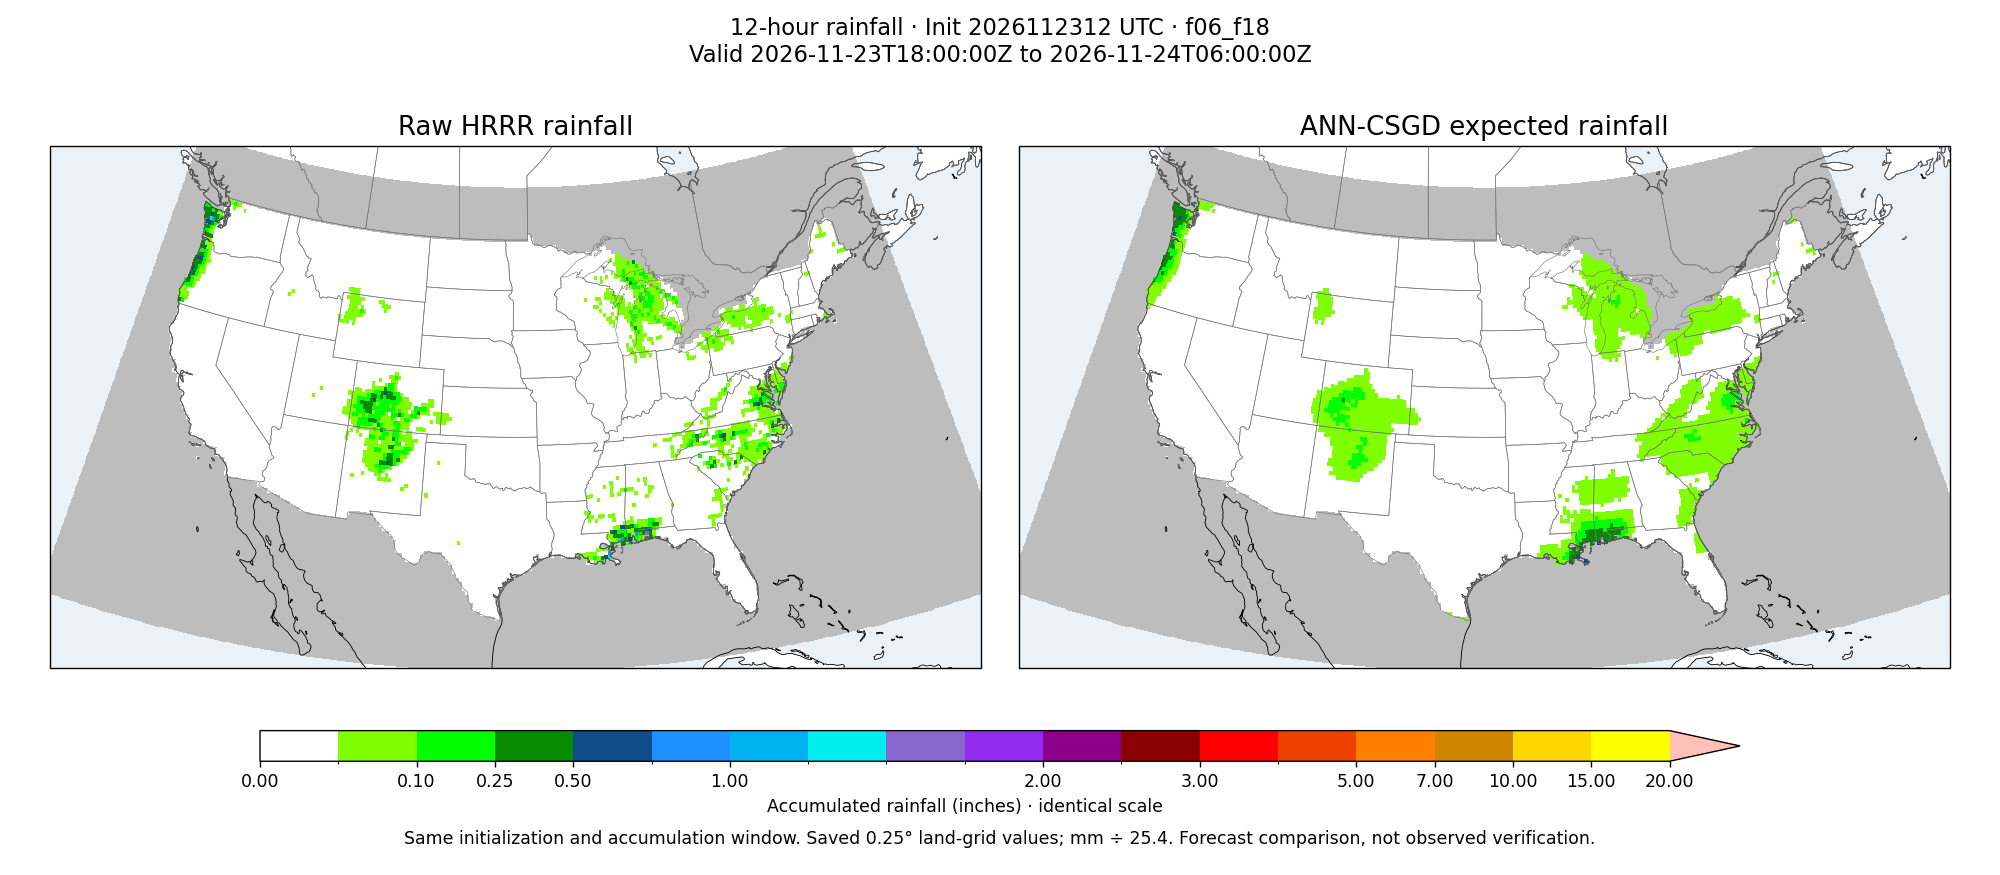 12-hour rainfall · Init 2026112312 UTC · f06_f18
Valid 2026-11-23T18:00:00Z to 2026-11-24T06:00:00Z
Raw HRRR rainfall
ANN-CSGD expected rainfall
0.00 0.10 0.25 0.50 1.00 2.00 3.00 5.00 7.00 10.00 15.00 20.00
Accumulated rainfall (inches) · identical scale
Same initialization and accumulation window. Saved 0.25° land-grid values; mm ÷ 25.4. Forecast comparison, not observed verification.